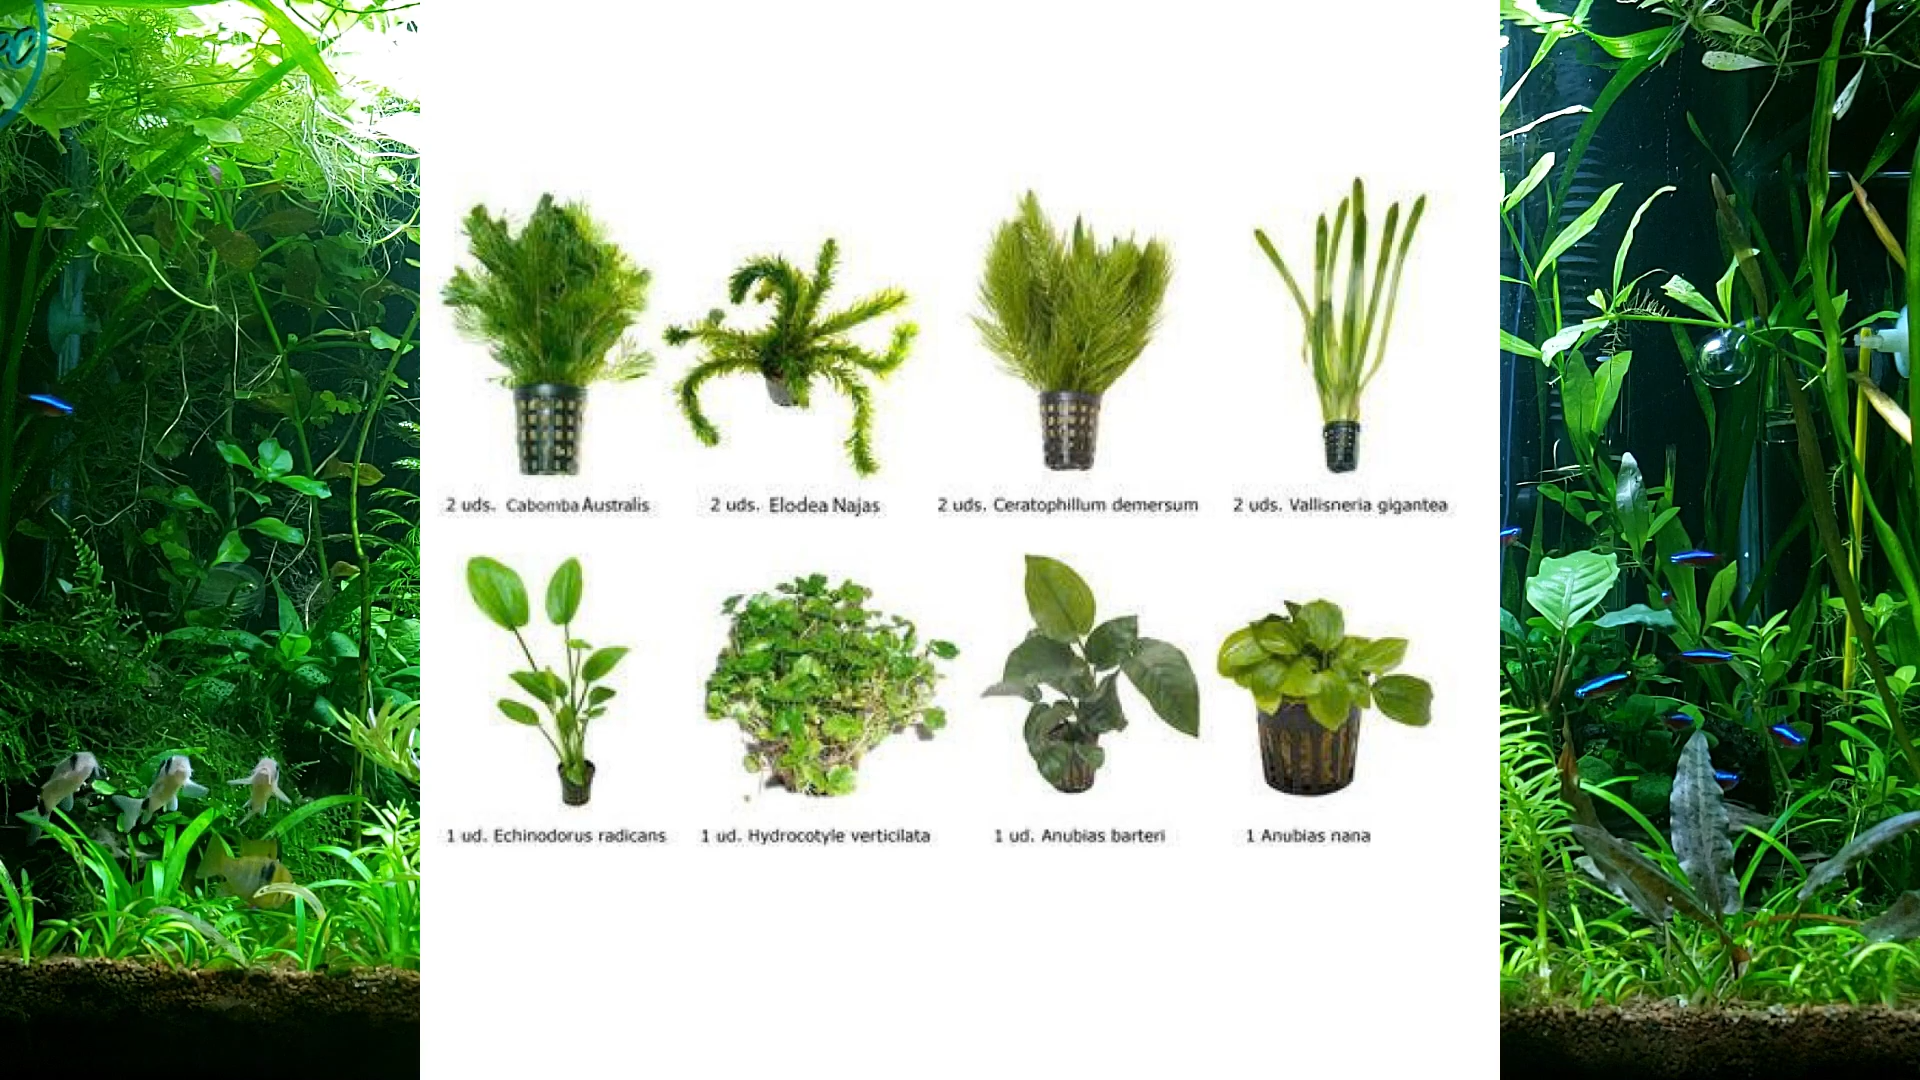 2 uds. Cabomba Australis
2 uds. Elodea Najas
2 uds. Ceratophillum demersum
2 uds. Vallisneria gigantea
1 ud. Echinodorus radicans
1 ud. Hydrocotyle verticilata
1 ud. Anubias barteri
1 Anubias nana